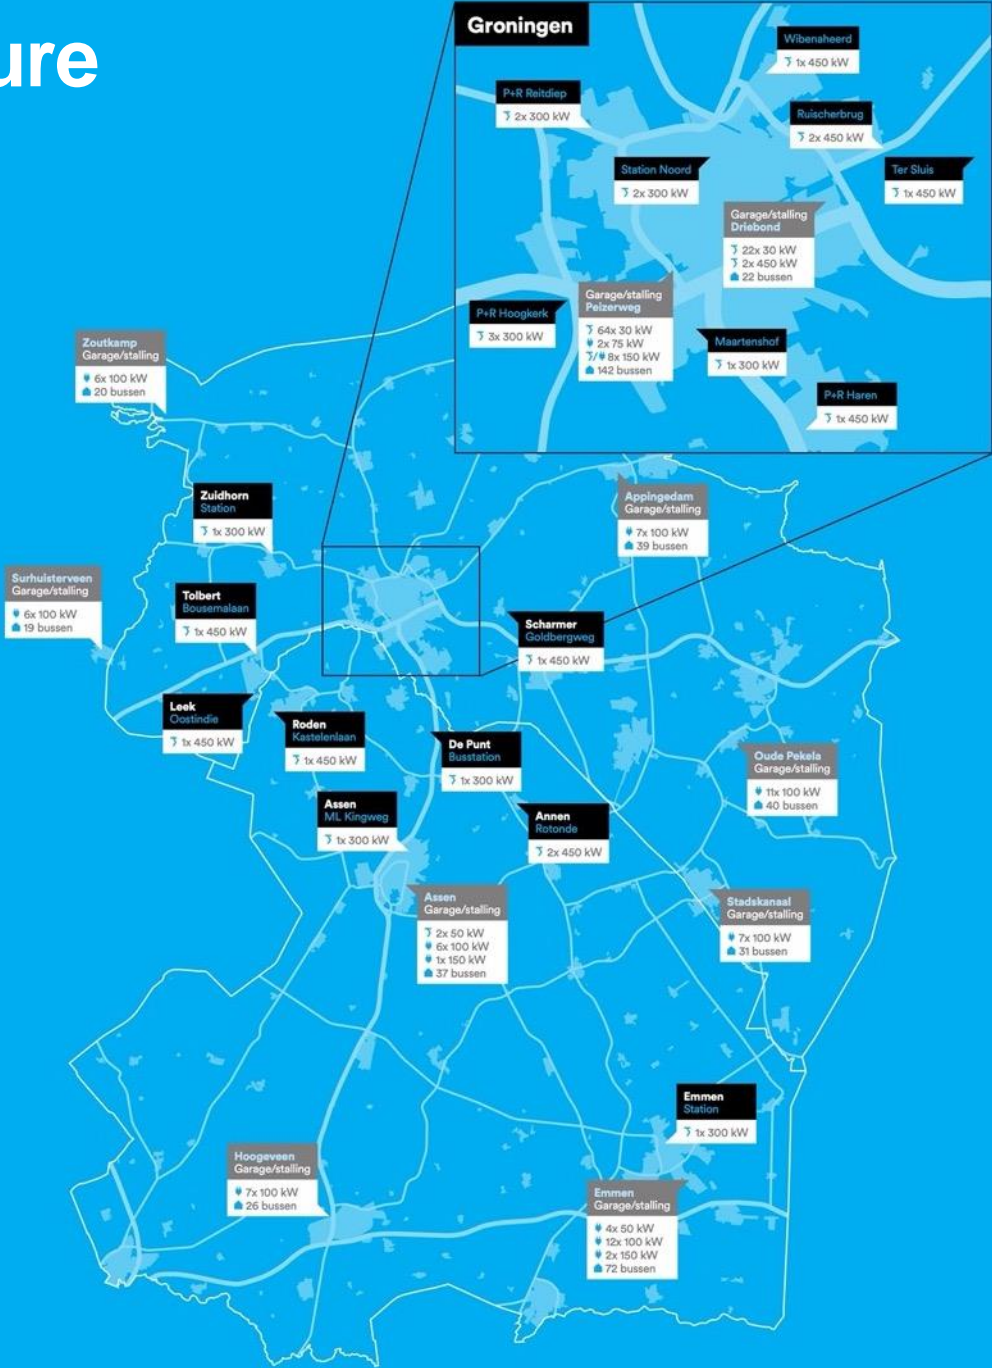 ure
Groningen
Wibenaheerd
1x 450 kW
P+R Reitdiep
2x 300 kW
Ruischerbrug
2x 450 kW
Station Noord
2x 300 kW
Ter Sluis
1x 450 kW
Garage/stalling
Driebond
22x 30 kW
2x 450 kW
22 bussen
Garage/stalling
Peizerweg
64x 30 kW
2x 75 kW
/ 8x 150 kW
142 bussen
P+R Hoogkerk
3x 300 kW
Maartenshof
1x 300 kW
P+R Haren
1x 450 kW
Zoutkamp
Garage/stalling
6x 100 kW
20 bussen
Zuidhorn
Station
1x 300 kW
Appingedam
Garage/stalling
7x 100 kW
39 bussen
Surhuisterveen
Garage/stalling
6x 100 kW
19 bussen
Tolbert
Bousemalaan
1x 450 kW
Scharmer
Goldbergweg
1x 450 kW
Leek
Oostindie
1x 450 kW
Roden
Kastelenlaan
1x 450 kW
De Punt
Busstation
1x 300 kW
Oude Pekela
Garage/stalling
11x 100 kW
40 bussen
Assen
ML Kingweg
1x 300 kW
Annen
Rotonde
2x 450 kW
Assen
Garage/stalling
2x 50 kW
6x 100 kW
1x 150 kW
37 bussen
Stadskanaal
Garage/stalling
7x 100 kW
31 bussen
Emmen
Station
1x 300 kW
Hoogeveen
Garage/stalling
7x 100 kW
26 bussen
Emmen
Garage/stalling
4x 50 kW
12x 100 kW
2x 150 kW
72 bussen